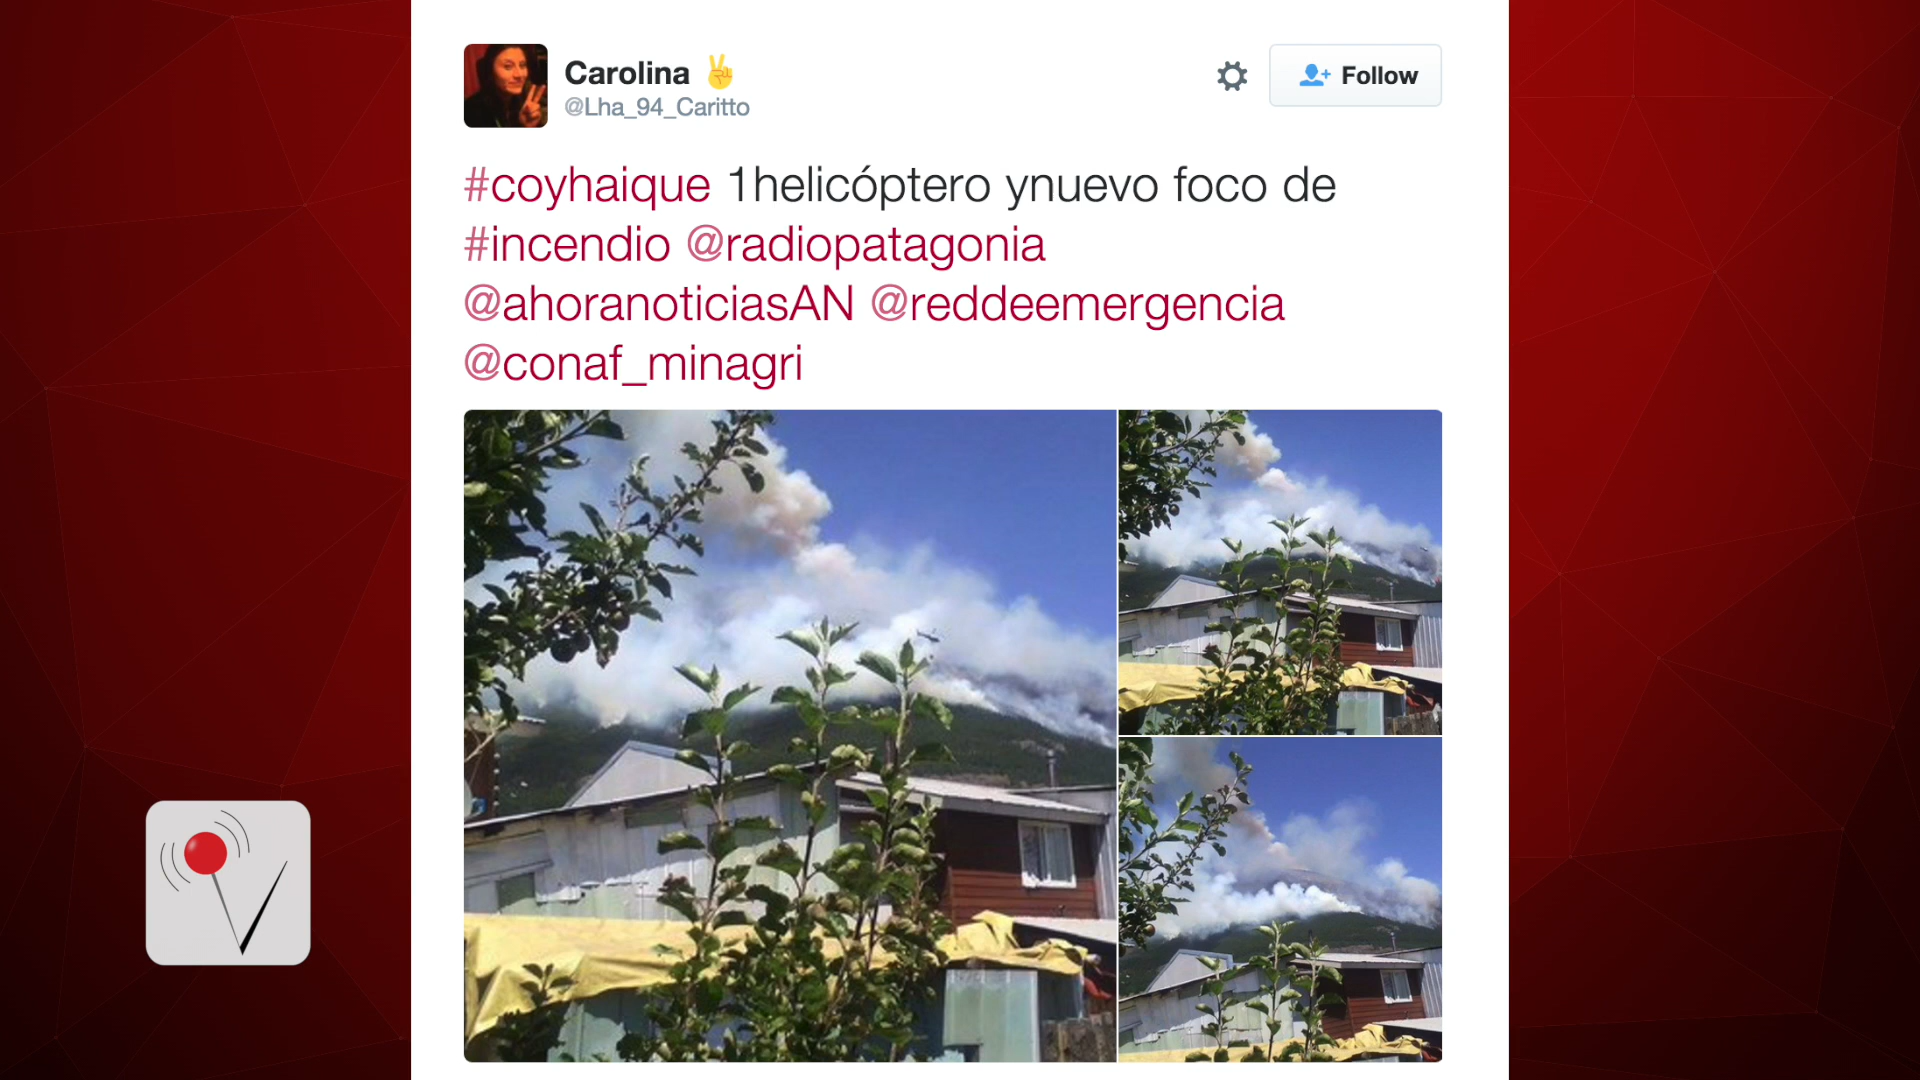 Carolina ✌
@Lha_94_Caritto
Follow
#coyhaique 1helicóptero ynuevo foco de
#incendio @radiopatagonia
@ahoranoticiasAN @reddeemergencia
@conaf_minagri